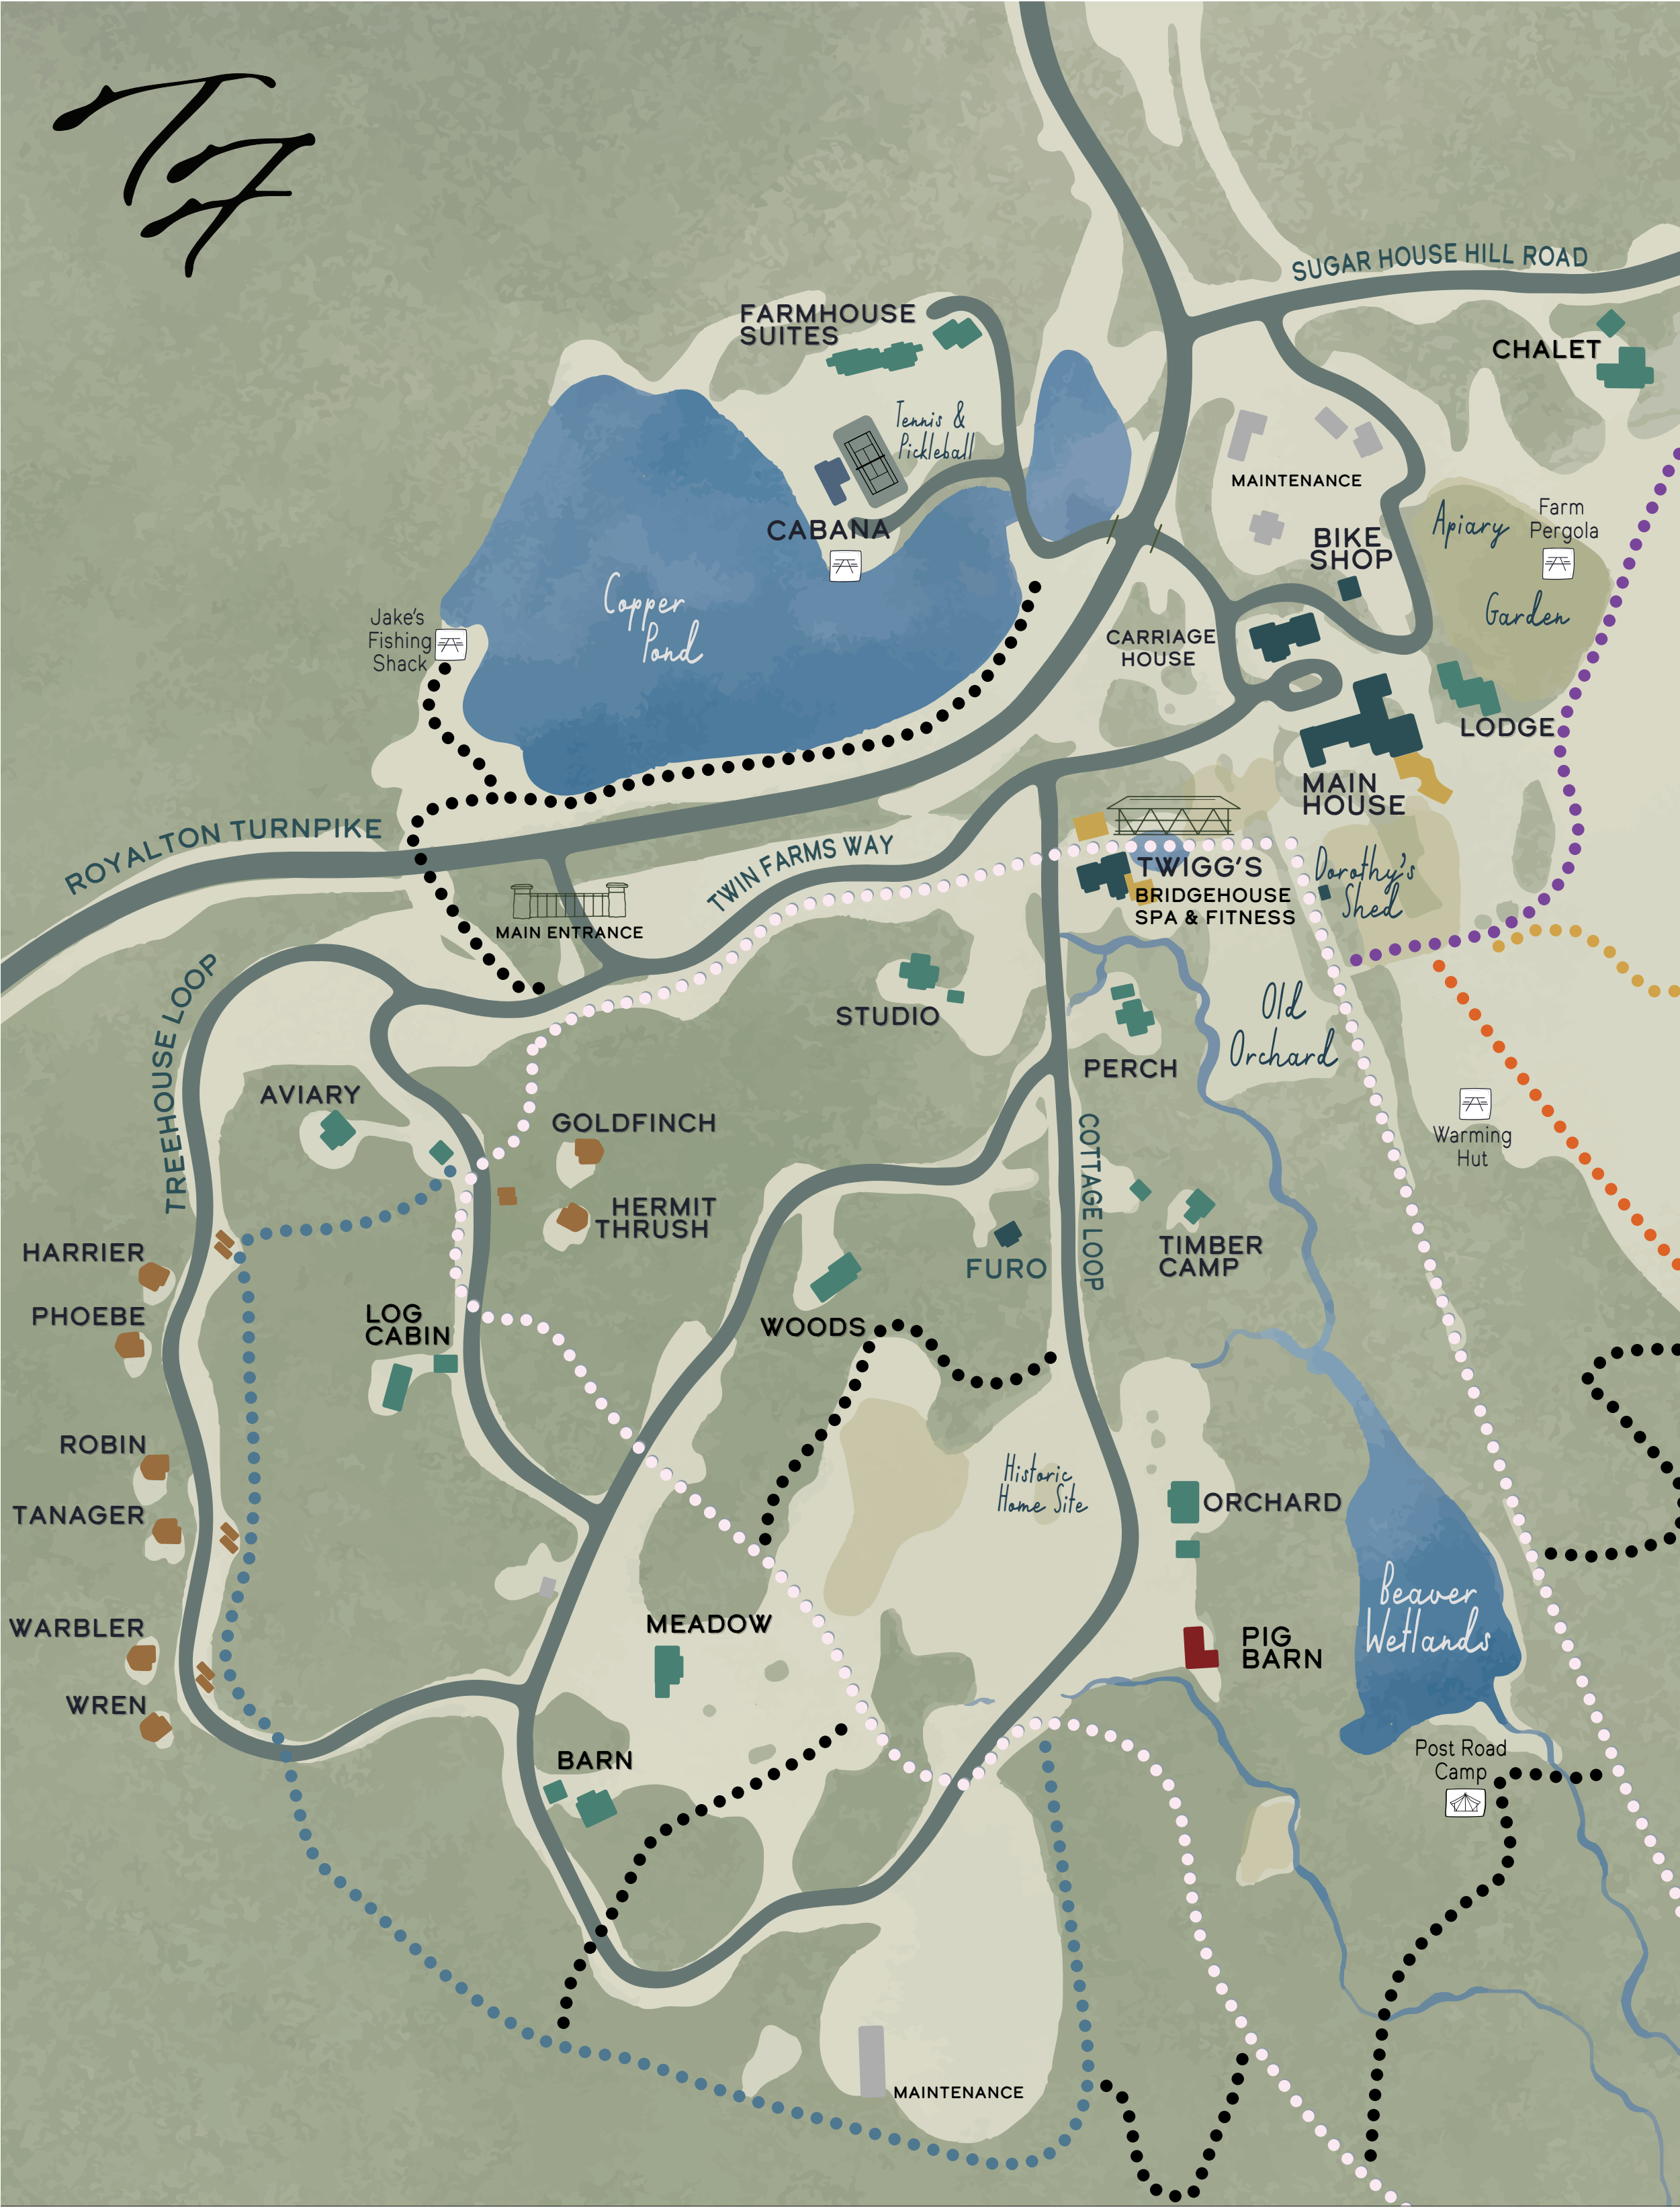 TF
SUGAR HOUSE HILL ROAD
FARMHOUSE
SUITES
CHALET
Tennis &
Pickleball
MAINTENANCE
CABANA
BIKE
SHOP
Apiary
Farm
Pergola
Garden
Copper
Pond
Jake's
Fishing
Shack
CARRIAGE
HOUSE
LODGE
MAIN
HOUSE
ROYALTON TURNPIKE
TWIN FARMS WAY
TWIGG'S
BRIDGEHOUSE
SPA & FITNESS
Dorothy's
Shed
MAIN ENTRANCE
TREEHOUSE LOOP
STUDIO
Old
Orchard
PERCH
AVIARY
GOLDFINCH
Warming
Hut
COTTAGE LOOP
HERMIT
THRUSH
HARRIER
FURO
TIMBER
CAMP
PHOEBE
LOG
CABIN
WOODS
ROBIN
Historic
Home Site
ORCHARD
TANAGER
Beaver
Wetlands
WARBLER
MEADOW
PIG
BARN
WREN
BARN
Post Road
Camp
MAINTENANCE